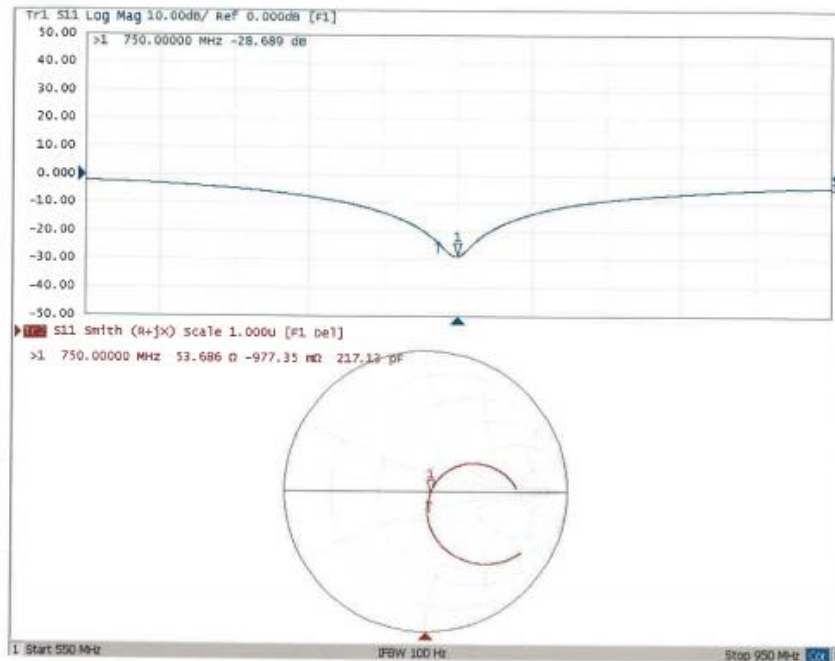 Tr1 S11 Log Mag 10.00dB/ Ref 0.000dB [F1]
>1 750.00000 MHz -28.689 dB
50.00
40.00
30.00
20.00
10.00
0.000
-10.00
-20.00
-30.00
-40.00
-50.00
1
Tr2 S11 Smith (R+jX) Scale 1.000U [F1 Del]
>1 750.00000 MHz 53.686 Ω -977.35 mΩ 217.13 pF
1
1 Start 550 MHz IFBW 100 Hz Stop 950 MHz Cor